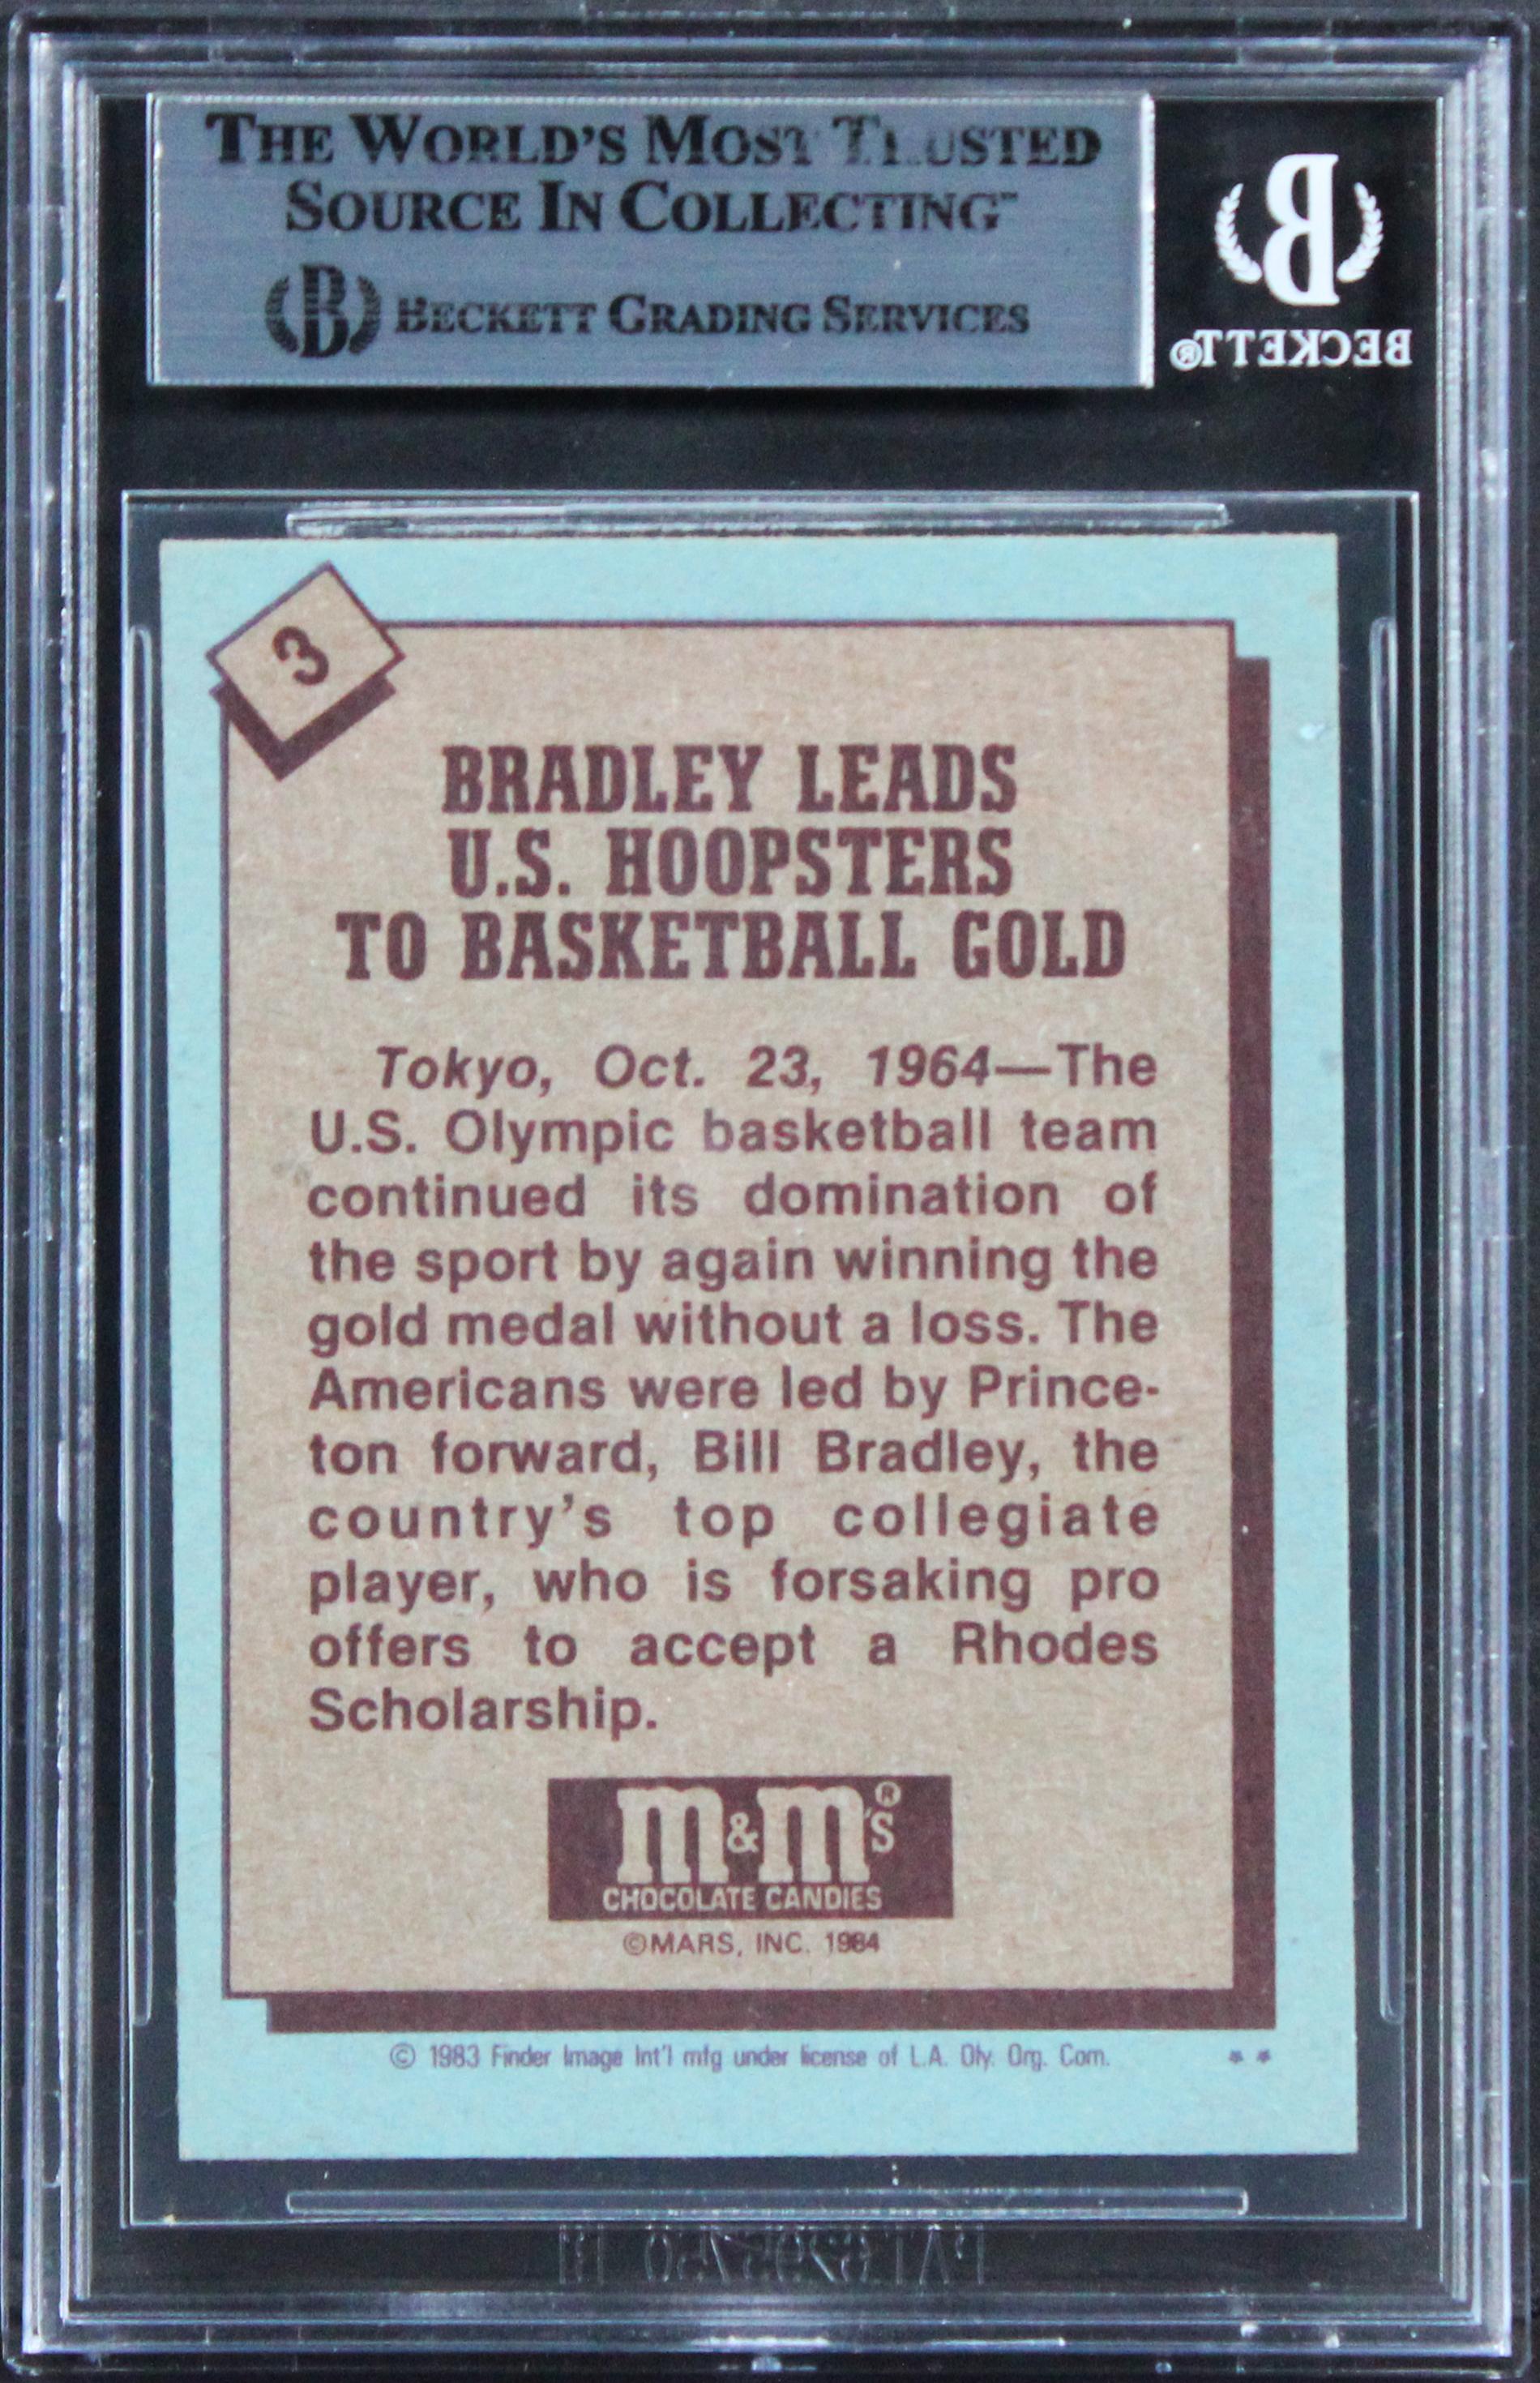 THE WORLD'S MOST TRUSTED
SOURCE IN COLLECTING™
B BECKETT GRADING SERVICES
B
BECKETT®
3
BRADLEY LEADS
U.S. HOOPSTERS
TO BASKETBALL GOLD
Tokyo, Oct. 23, 1964—The
U.S. Olympic basketball team
continued its domination of
the sport by again winning the
gold medal without a loss. The
Americans were led by Prince-
ton forward, Bill Bradley, the
country's top collegiate
player, who is forsaking pro
offers to accept a Rhodes
Scholarship.
m&m's®
CHOCOLATE CANDIES
©MARS, INC. 1984
© 1983 Finder Image Int'l mfg under license of L.A. Oly. Org. Com. **